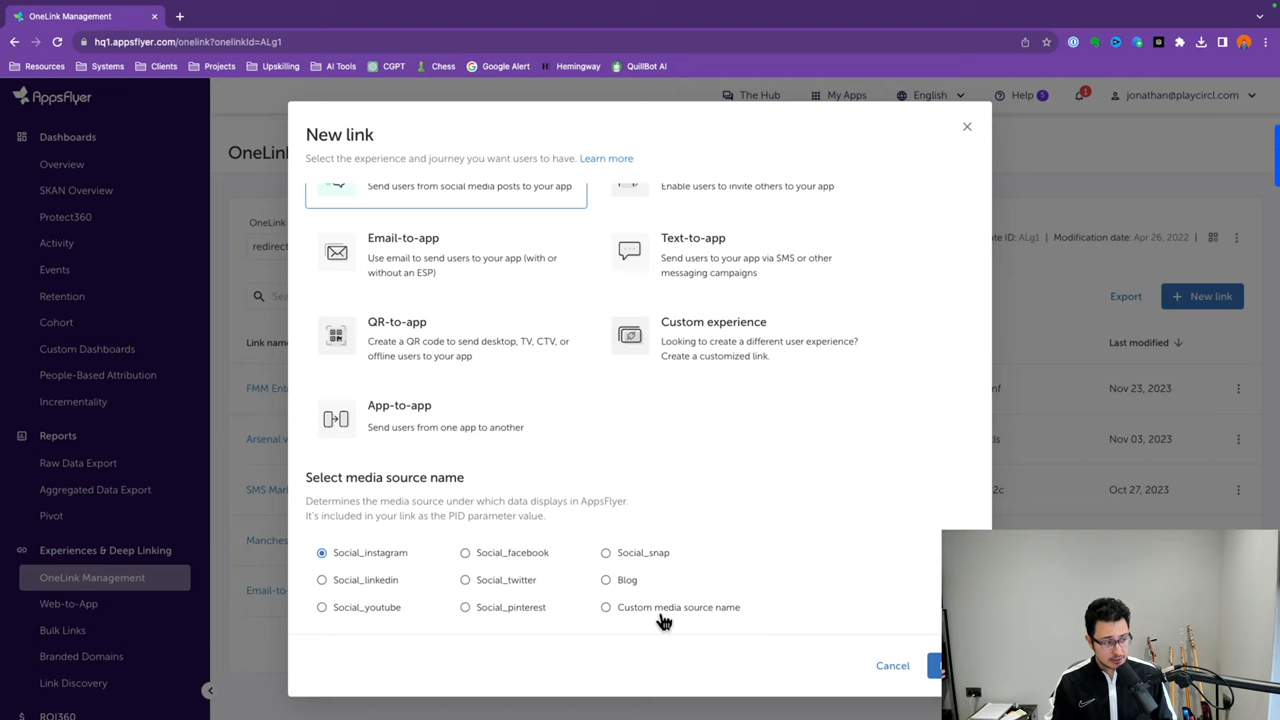 OneLink Management
hq1.appsflyer.com/onelink?onelinkId=ALg1
Resources
Systems
Clients
Projects
Upskilling
AI Tools
CGPT
Chess
Google Alert
Hemingway
QuillBot AI
AppsFlyer
The Hub
My Apps
English
Help 5
1
jonathan@playcircl.com
Dashboards
Overview
SKAN Overview
Protect360
Activity
Events
Retention
Cohort
Custom Dashboards
People-Based Attribution
Incrementality
Reports
Raw Data Export
Aggregated Data Export
Pivot
Experiences & Deep Linking
OneLink Management
Web-to-App
Bulk Links
Branded Domains
Link Discovery
ROI360
OneLin
OneLink
redirect
Sea
Link name
FMM Ent
Arsenal v
SMS Mar
Manches
Email-to-
New link
Select the experience and journey you want users to have. Learn more
Send users from social media posts to your app
Enable users to invite others to your app
Email-to-app
Use email to send users to your app (with or
without an ESP)
Text-to-app
Send users to your app via SMS or other
messaging campaigns
QR-to-app
Create a QR code to send desktop, TV, CTV, or
offline users to your app
Custom experience
Looking to create a different user experience?
Create a customized link.
App-to-app
Send users from one app to another
Select media source name
Determines the media source under which data displays in AppsFlyer.
It's included in your link as the PID parameter value.
Social_instagram
Social_facebook
Social_snap
Social_linkedin
Social_twitter
Blog
Social_youtube
Social_pinterest
Custom media source name
Cancel
ate ID: ALg1
Modification date: Apr 26, 2022
Export
+ New link
Last modified
nf
Nov 23, 2023
ls
Nov 03, 2023
2c
Oct 27, 2023